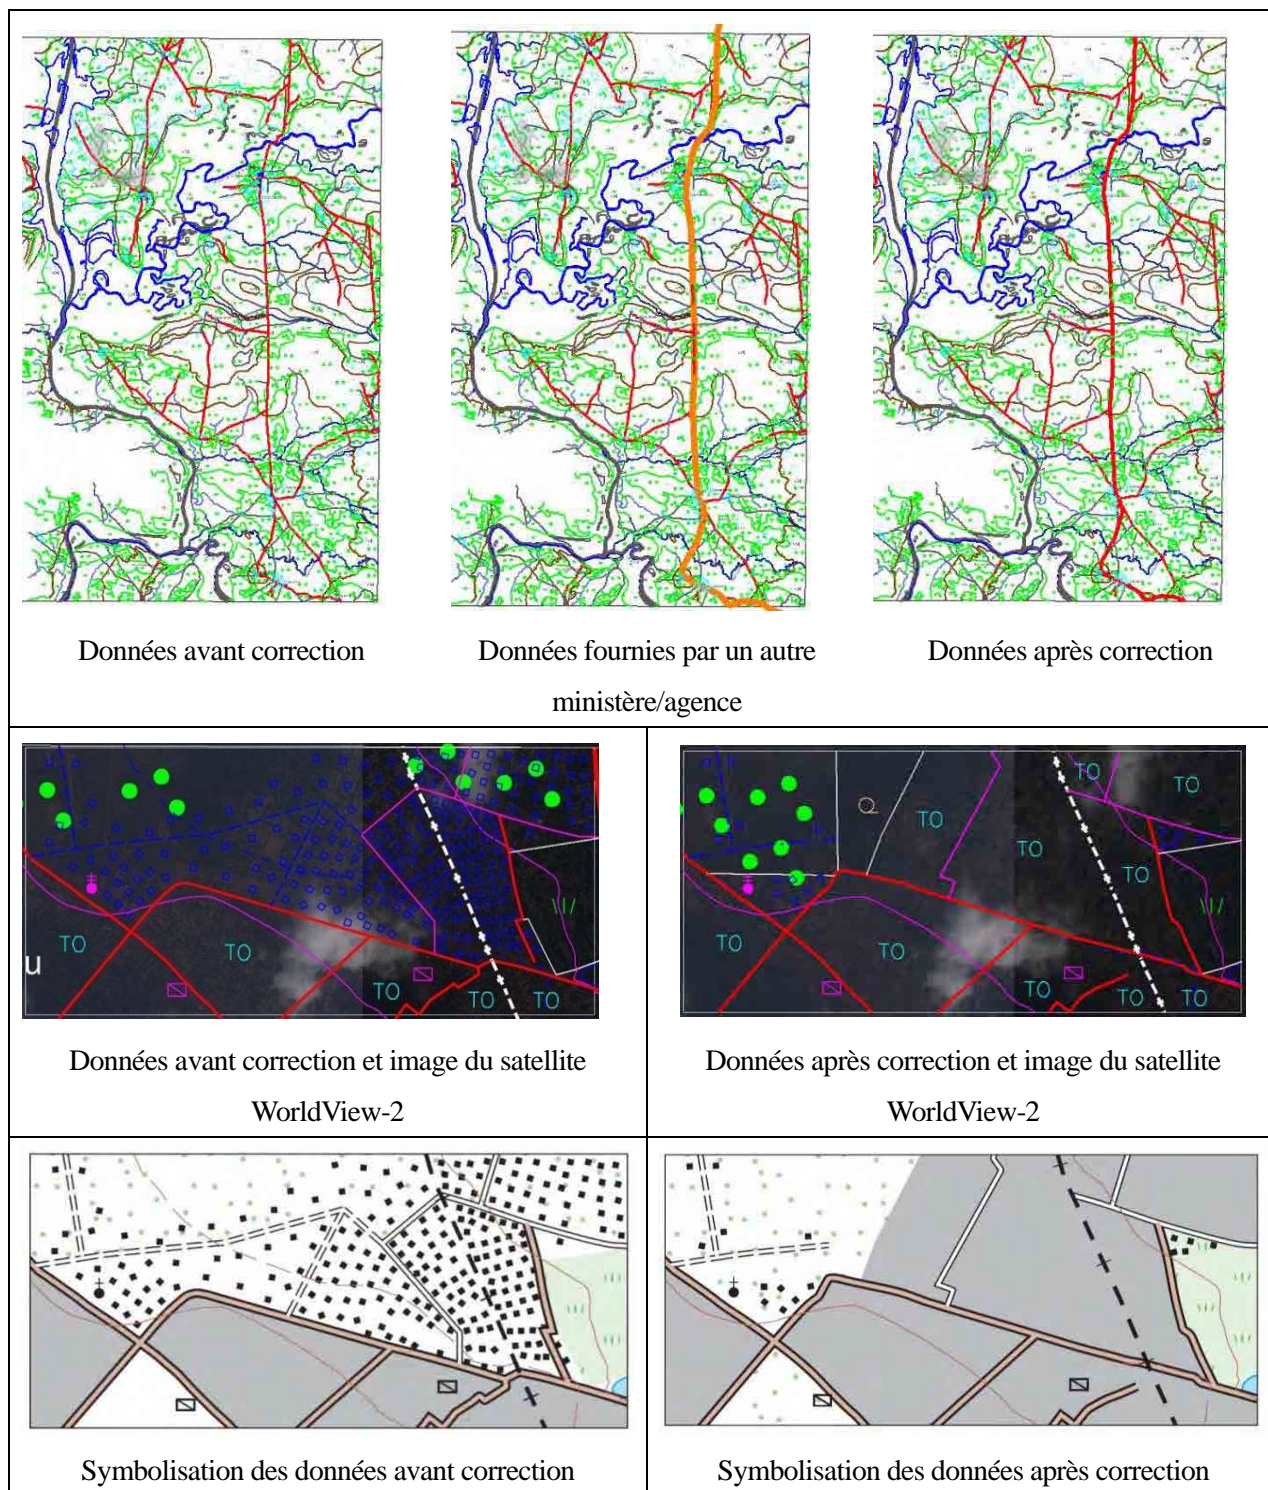 Données avant correction
Données fournies par un autre
ministère/agence
Données après correction
TO
TO
u
TO
TO
TO
TO
TO
TO
TO
TO
TO
TO
TO
TO
TO
Données avant correction et image du satellite
WorldView-2
Données après correction et image du satellite
WorldView-2
Symbolisation des données avant correction
Symbolisation des données après correction